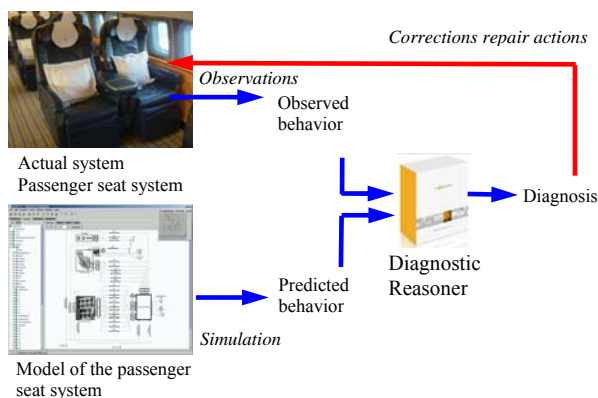 Corrections repair actions
Observations
Observed
behavior
Actual system
Passenger seat system
Diagnosis
Diagnostic
Reasoner
Predicted
behavior
Simulation
Model of the passenger
seat system